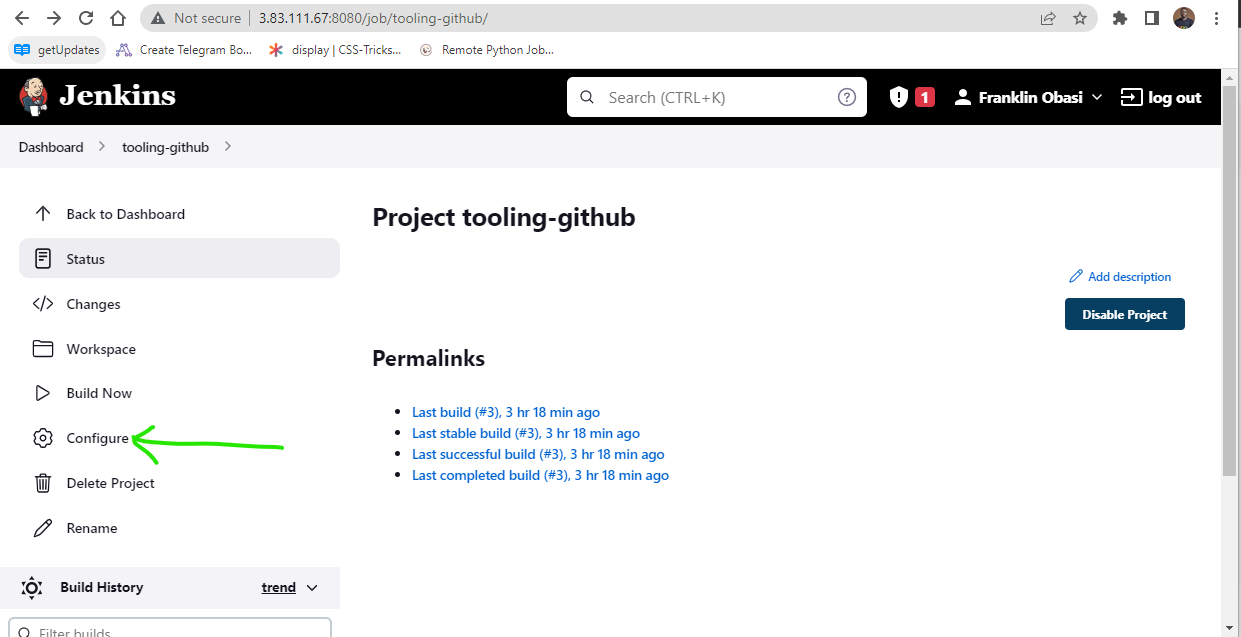 Not secure 3.83.111.67:8080/job/tooling-github/
getUpdates Create Telegram Bo... display | CSS-Tricks... Remote Python Job...
Jenkins Search (CTRL+K) ? 1 Franklin Obasi log out
Dashboard tooling-github
Back to Dashboard
Project tooling-github
Status
Add description
Changes
Disable Project
Workspace
Permalinks
Build Now
Last build (#3), 3 hr 18 min ago
Last stable build (#3), 3 hr 18 min ago
Configure
Last successful build (#3), 3 hr 18 min ago
Last completed build (#3), 3 hr 18 min ago
Delete Project
Rename
Build History trend
Filter builds